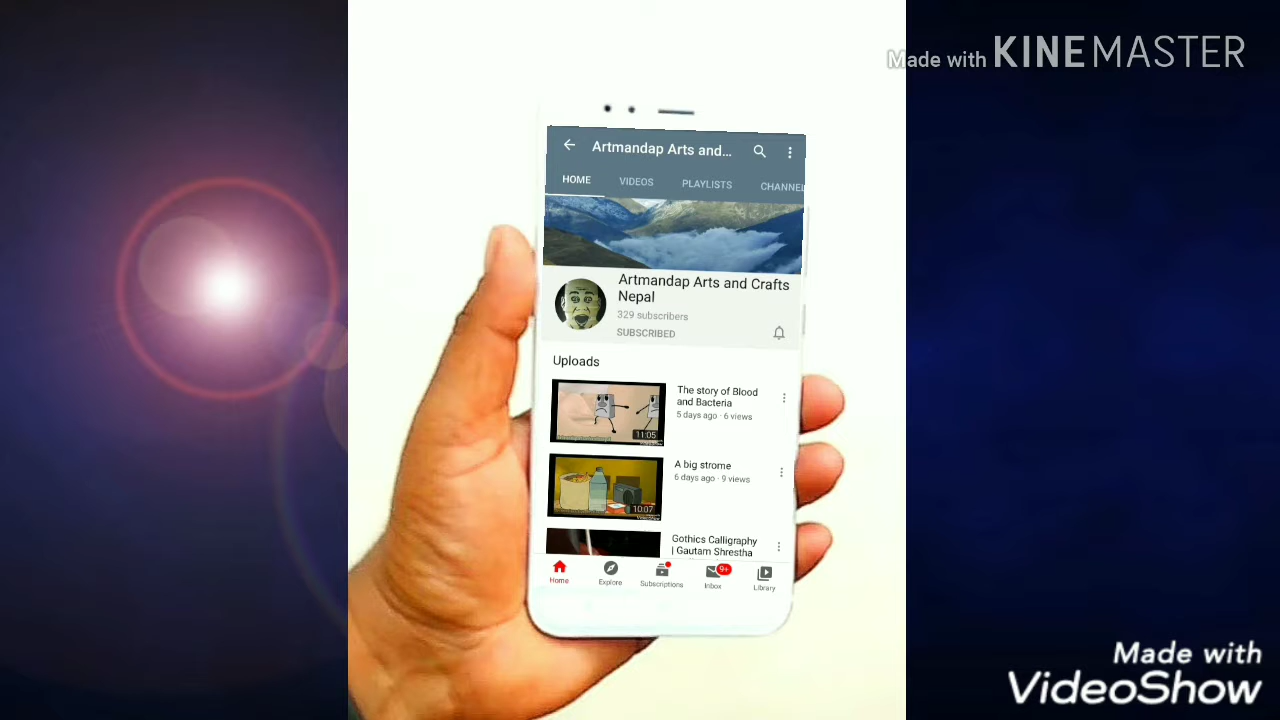 Made with KINEMASTER
Artmandap Arts and...
HOME VIDEOS PLAYLISTS CHANNEL
Artmandap Arts and Crafts
Nepal
329 subscribers
SUBSCRIBED
Uploads
The story of Blood
and Bacteria
5 days ago · 6 views
11:05
A big strome
6 days ago · 9 views
10:07
Gothics Calligraphy
| Gautam Shrestha
9+
Home Explore Subscriptions Inbox Library
Made with
VideoShow